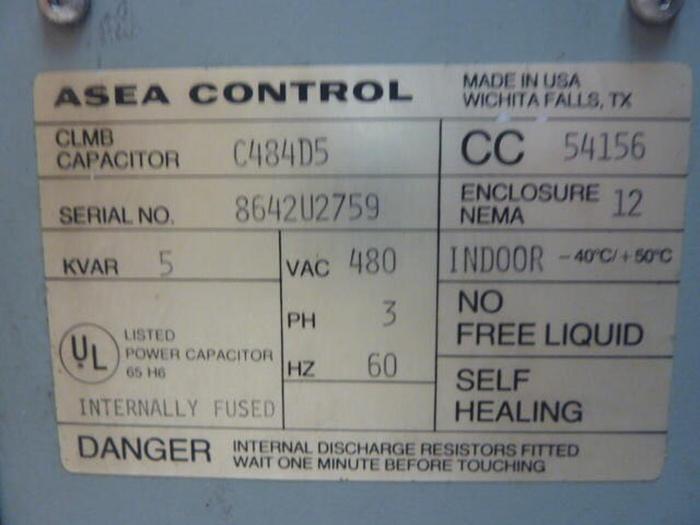 ASEA CONTROL
MADE IN USA
WICHITA FALLS, TX
CLMB
CAPACITOR C484D5
CC 54156
SERIAL NO. 8642U2759
ENCLOSURE
NEMA 12
KVAR 5
VAC 480
INDOOR -40°C/+50°C
PH 3
NO
FREE LIQUID
UL
LISTED
POWER CAPACITOR
65 H6
HZ 60
SELF
HEALING
INTERNALLY FUSED
DANGER
INTERNAL DISCHARGE RESISTORS FITTED
WAIT ONE MINUTE BEFORE TOUCHING